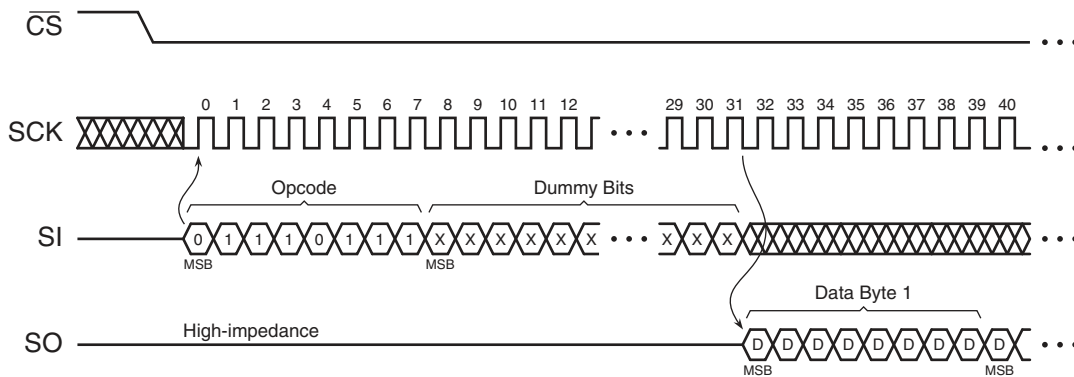 CS
0 1 2 3 4 5 6 7 8 9 10 11 12 29 30 31 32 33 34 35 36 37 38 39 40
SCK
Opcode Dummy Bits
SI 0 1 1 1 0 1 1 1 X X X X X X X X X
MSB MSB
Data Byte 1
High-impedance
SO D D D D D D D D D
MSB MSB